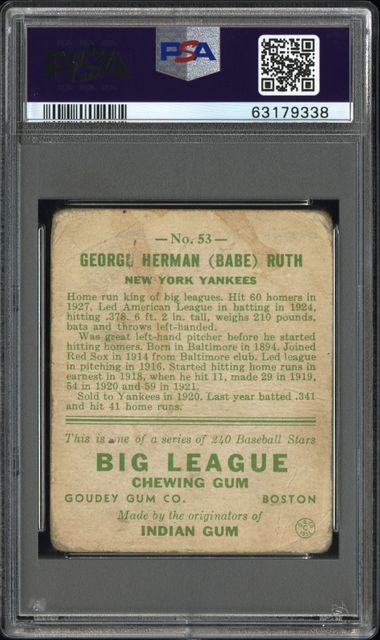 PSA
63179338
— No. 53 —
GEORGE HERMAN (BABE) RUTH
NEW YORK YANKEES
Home run king of big leagues. Hit 60 homers in
1927, Led American League in batting in 1924,
hitting .378. 6 ft. 2 in. tall, weighs 210 pounds,
bats and throws left-handed.
Was great left-hand pitcher before he started
hitting homers. Born in Baltimore in 1894. Joined
Red Sox in 1914 from Baltimore club. Led league
in pitching in 1916. Started hitting home runs in
earnest in 1918, when he hit 11, made 29 in 1919,
54 in 1920 and 59 in 1921.
Sold to Yankees in 1920. Last year batted .341
and hit 41 home runs.
This is one of a series of 240 Baseball Stars
BIG LEAGUE
CHEWING GUM
GOUDEY GUM CO. BOSTON
Made by the originators of
INDIAN GUM